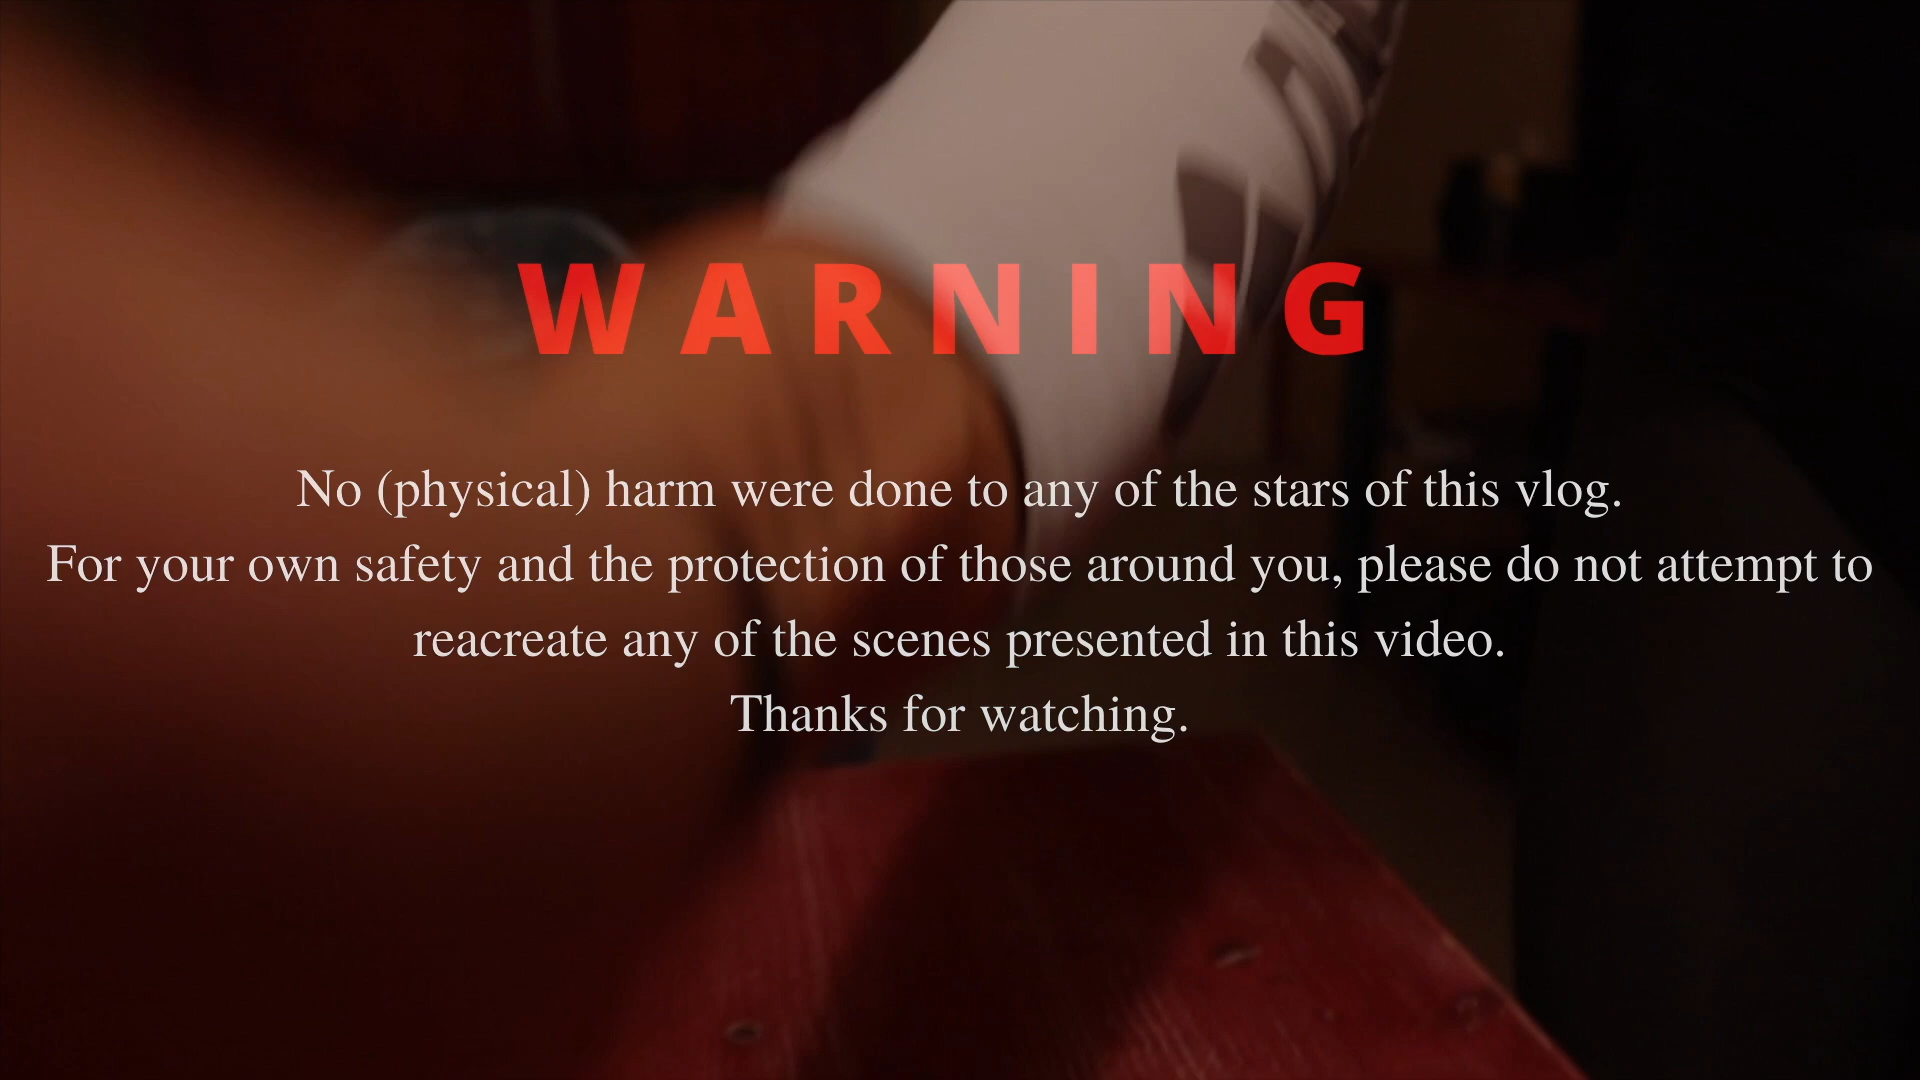 WARNING
No (physical) harm were done to any of the stars of this vlog.
For your own safety and the protection of those around you, please do not attempt to
reacreate any of the scenes presented in this video.
Thanks for watching.